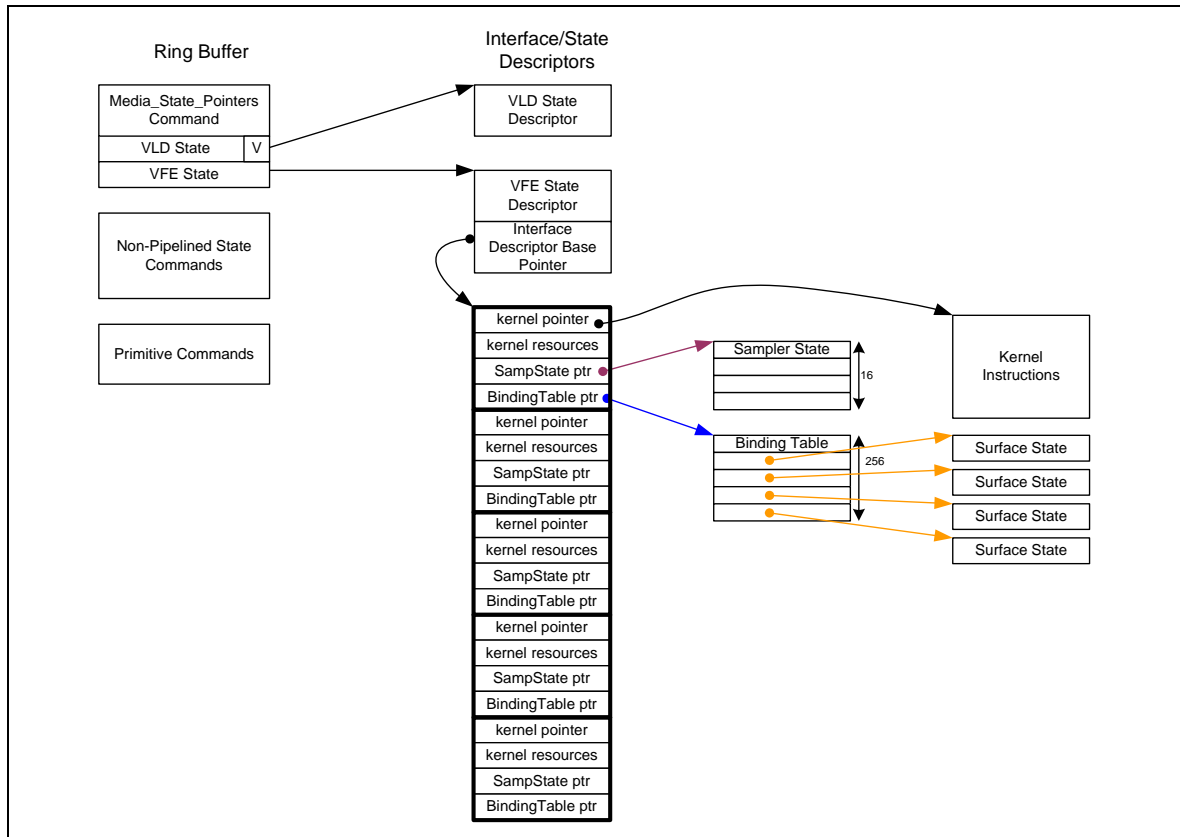 Ring Buffer
Media_State_Pointers
Command
VLD State
V
VFE State
Non-Pipelined State
Commands
Primitive Commands
Interface/State
Descriptors
VLD State
Descriptor
VFE State
Descriptor
Interface
Descriptor Base
Pointer
kernel pointer
kernel resources
SampState ptr
BindingTable ptr
kernel pointer
kernel resources
SampState ptr
BindingTable ptr
kernel pointer
kernel resources
SampState ptr
BindingTable ptr
kernel pointer
kernel resources
SampState ptr
BindingTable ptr
kernel pointer
kernel resources
SampState ptr
BindingTable ptr
Sampler State
16
Binding Table
256
Kernel
Instructions
Surface State
Surface State
Surface State
Surface State